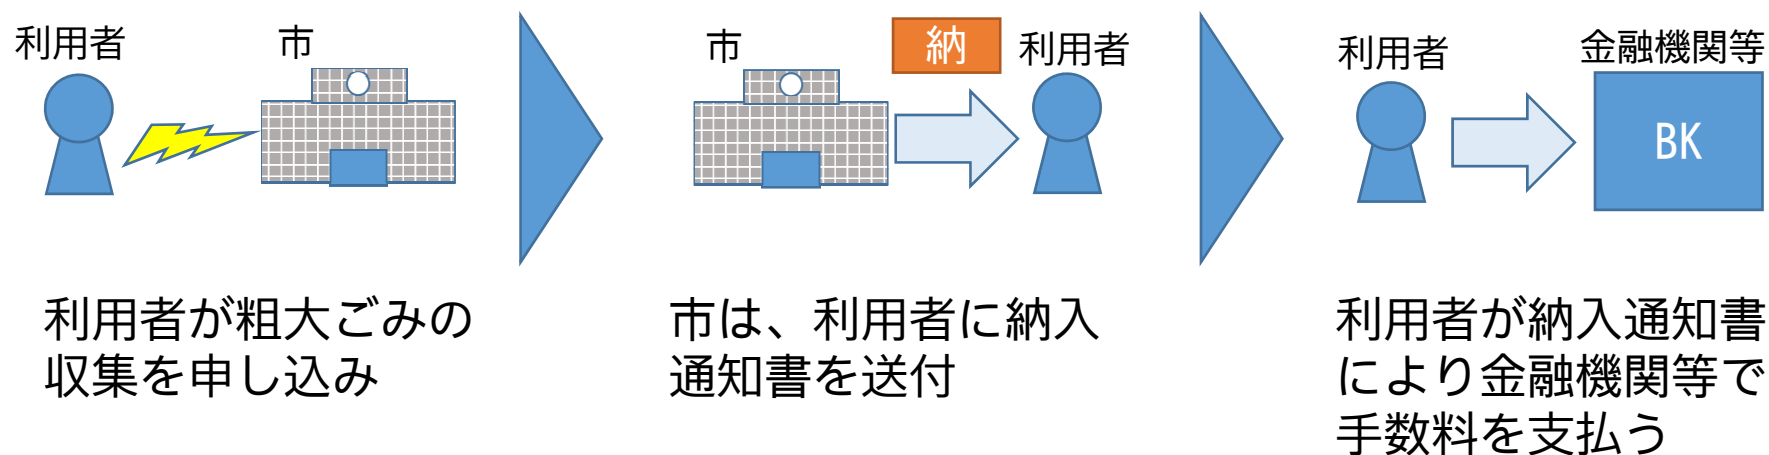 利用者
市
利用者が粗大ごみの
収集を申し込み
市
納
利用者
市は、利用者に納入
通知書を送付
利用者
金融機関等
BK
利用者が納入通知書
により金融機関等で
手数料を支払う